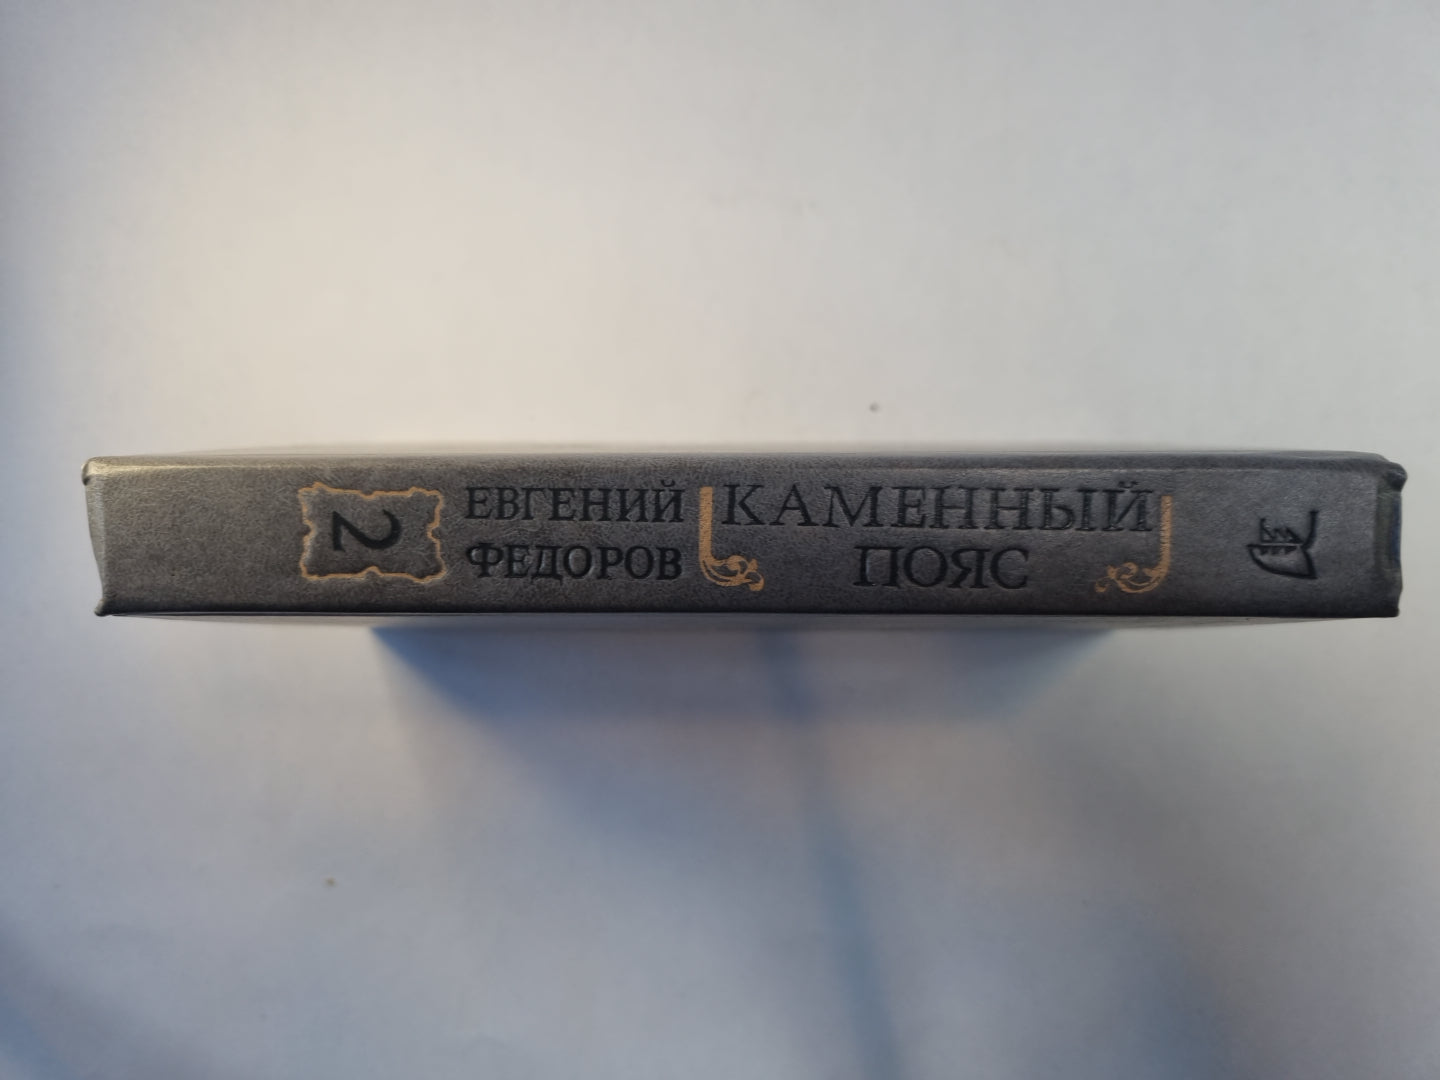 2
ЕВГЕНИЙ
ФЕДОРОВ
КАМЕННЫЙ
ПОЯС